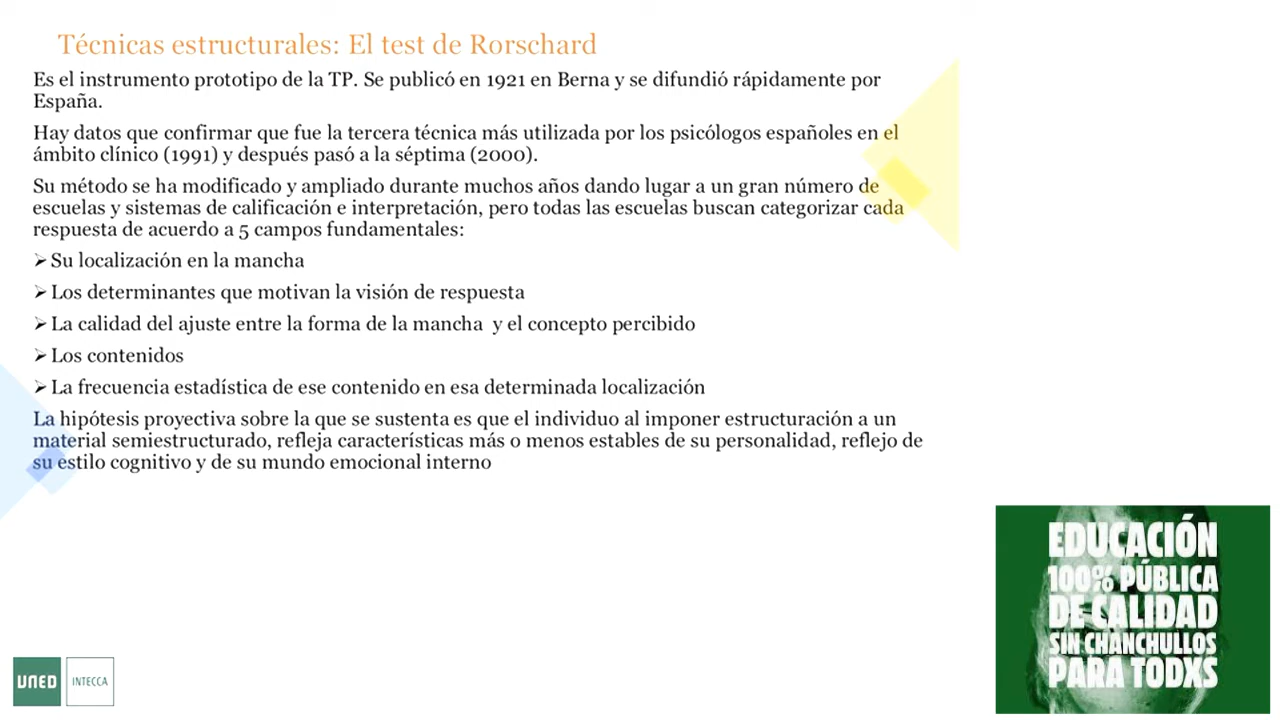 Técnicas estructurales: El test de Rorschard
Es el instrumento prototipo de la TP. Se publicó en 1921 en Berna y se difundió rápidamente por
España.
Hay datos que confirmar que fue la tercera técnica más utilizada por los psicólogos españoles en el
ámbito clínico (1991) y después pasó a la séptima (2000).
Su método se ha modificado y ampliado durante muchos años dando lugar a un gran número de
escuelas y sistemas de calificación e interpretación, pero todas las escuelas buscan categorizar cada
respuesta de acuerdo a 5 campos fundamentales:
➢Su localización en la mancha
➢Los determinantes que motivan la visión de respuesta
➢La calidad del ajuste entre la forma de la mancha y el concepto percibido
➢Los contenidos
➢La frecuencia estadística de ese contenido en esa determinada localización
La hipótesis proyectiva sobre la que se sustenta es que el individuo al imponer estructuración a un
material semiestructurado, refleja características más o menos estables de su personalidad, reflejo de
su estilo cognitivo y de su mundo emocional interno
EDUCACIÓN
100% PÚBLICA
DE CALIDAD
SIN CHANCHULLOS
PARA TODXS
UNED INTECCA